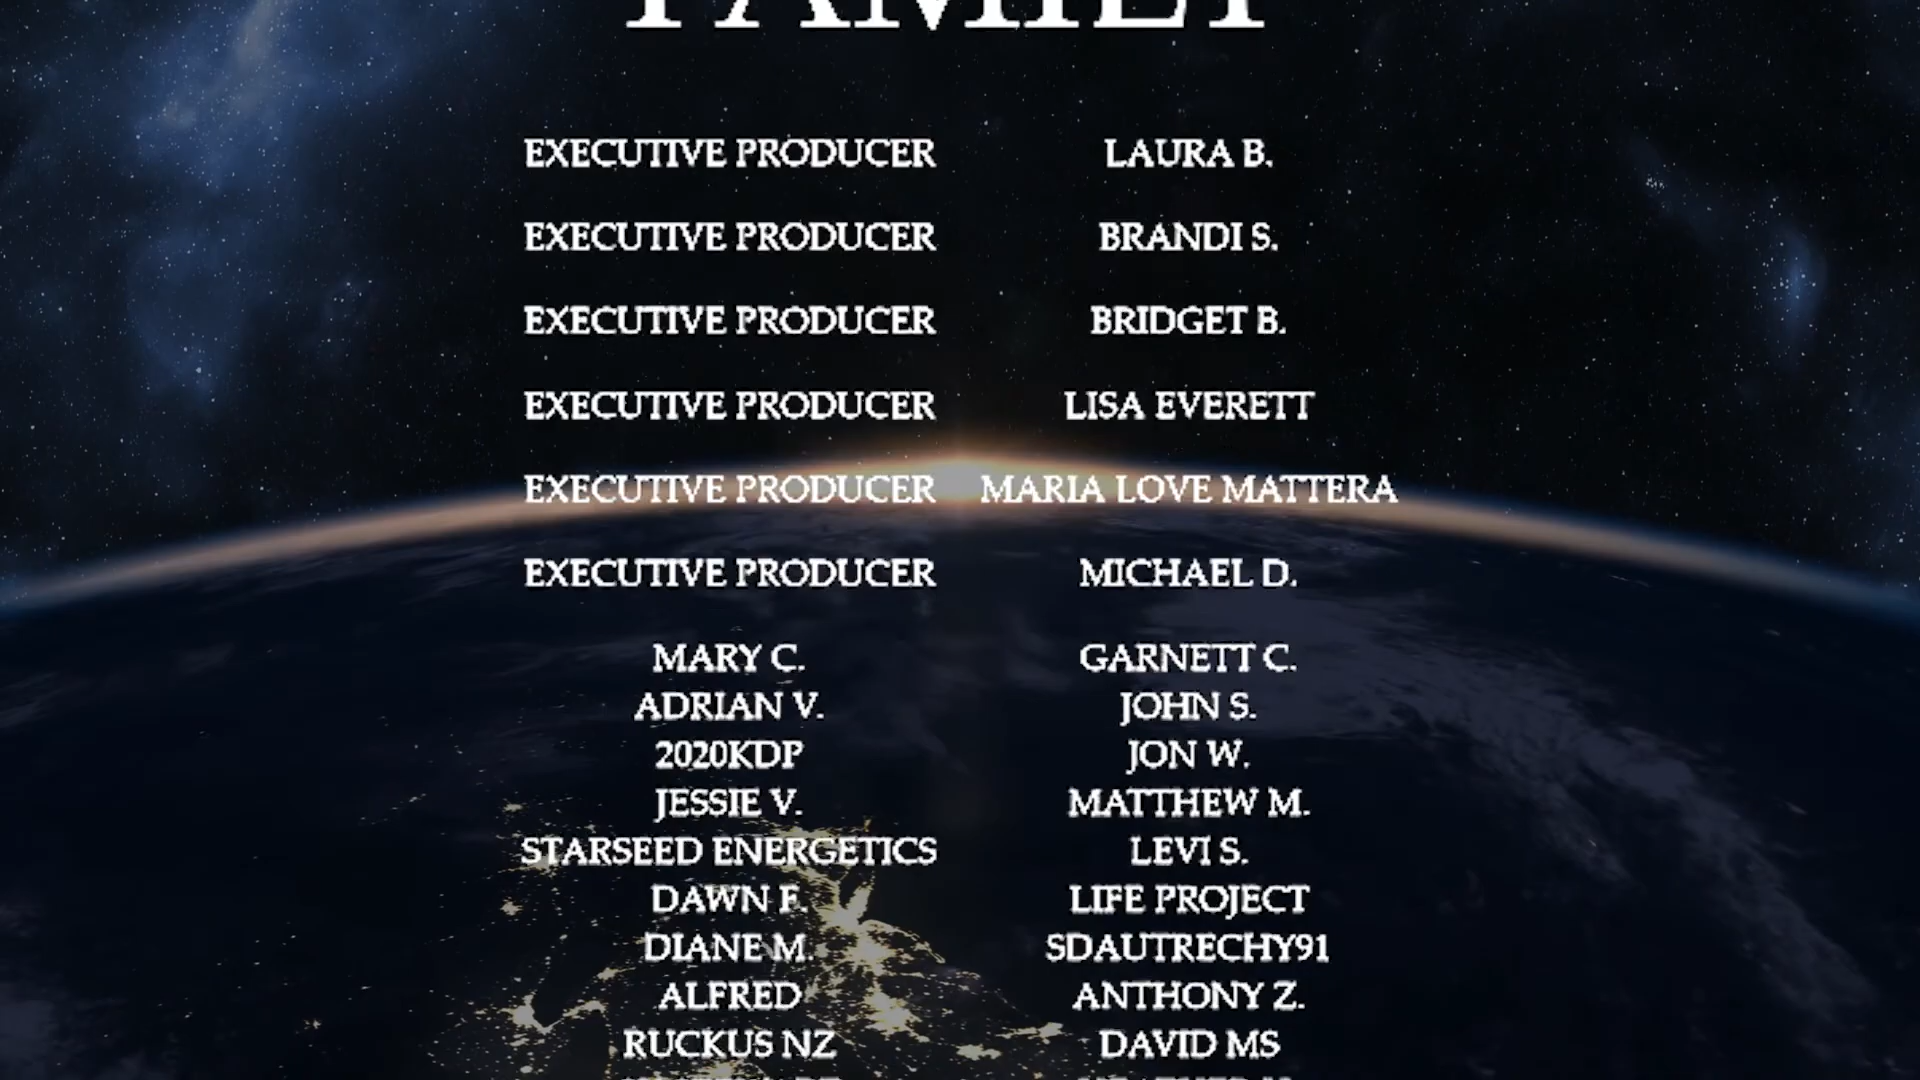 FAMILY
EXECUTIVE PRODUCER LAURA B.
EXECUTIVE PRODUCER BRANDI S.
EXECUTIVE PRODUCER BRIDGET B.
EXECUTIVE PRODUCER LISA EVERETT
EXECUTIVE PRODUCER MARIA LOVE MATTERA
EXECUTIVE PRODUCER MICHAEL D.
MARY C. GARNETT C.
ADRIAN V. JOHN S.
2020KDP JON W.
JESSIE V. MATTHEW M.
STARSEED ENERGETICS LEVI S.
DAWN F. LIFE PROJECT
DIANE M. SDAUTRECHY91
ALFRED ANTHONY Z.
RUCKUS NZ DAVID MS